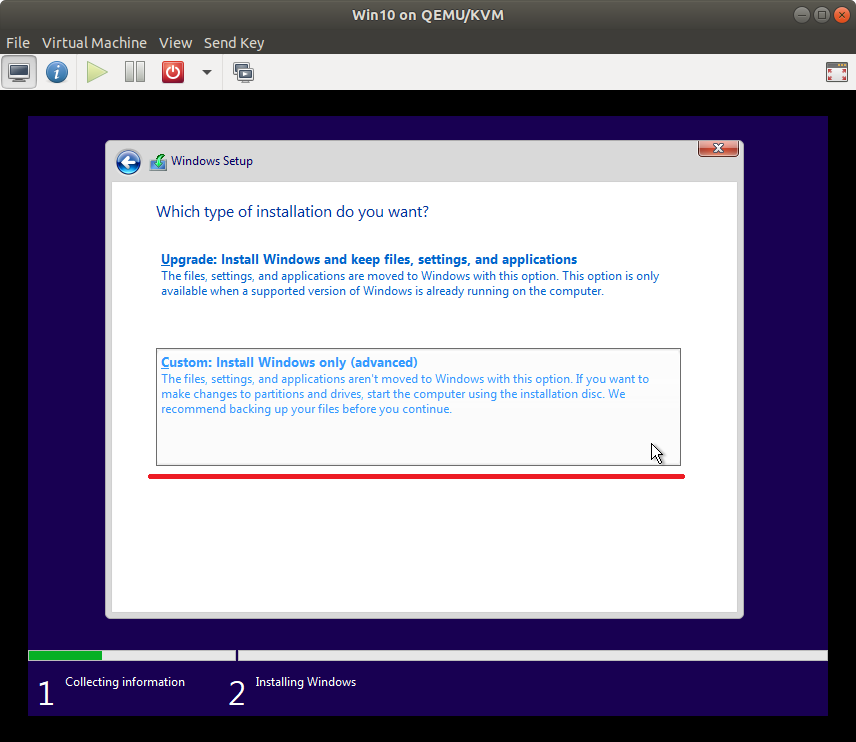 Win10 on QEMU/KVM
File Virtual Machine View Send Key
Windows Setup
Which type of installation do you want?
Upgrade: Install Windows and keep files, settings, and applications
The files, settings, and applications are moved to Windows with this option. This option is only
available when a supported version of Windows is already running on the computer.
Custom: Install Windows only (advanced)
The files, settings, and applications aren't moved to Windows with this option. If you want to
make changes to partitions and drives, start the computer using the installation disc. We
recommend backing up your files before you continue.
1 Collecting information 2 Installing Windows